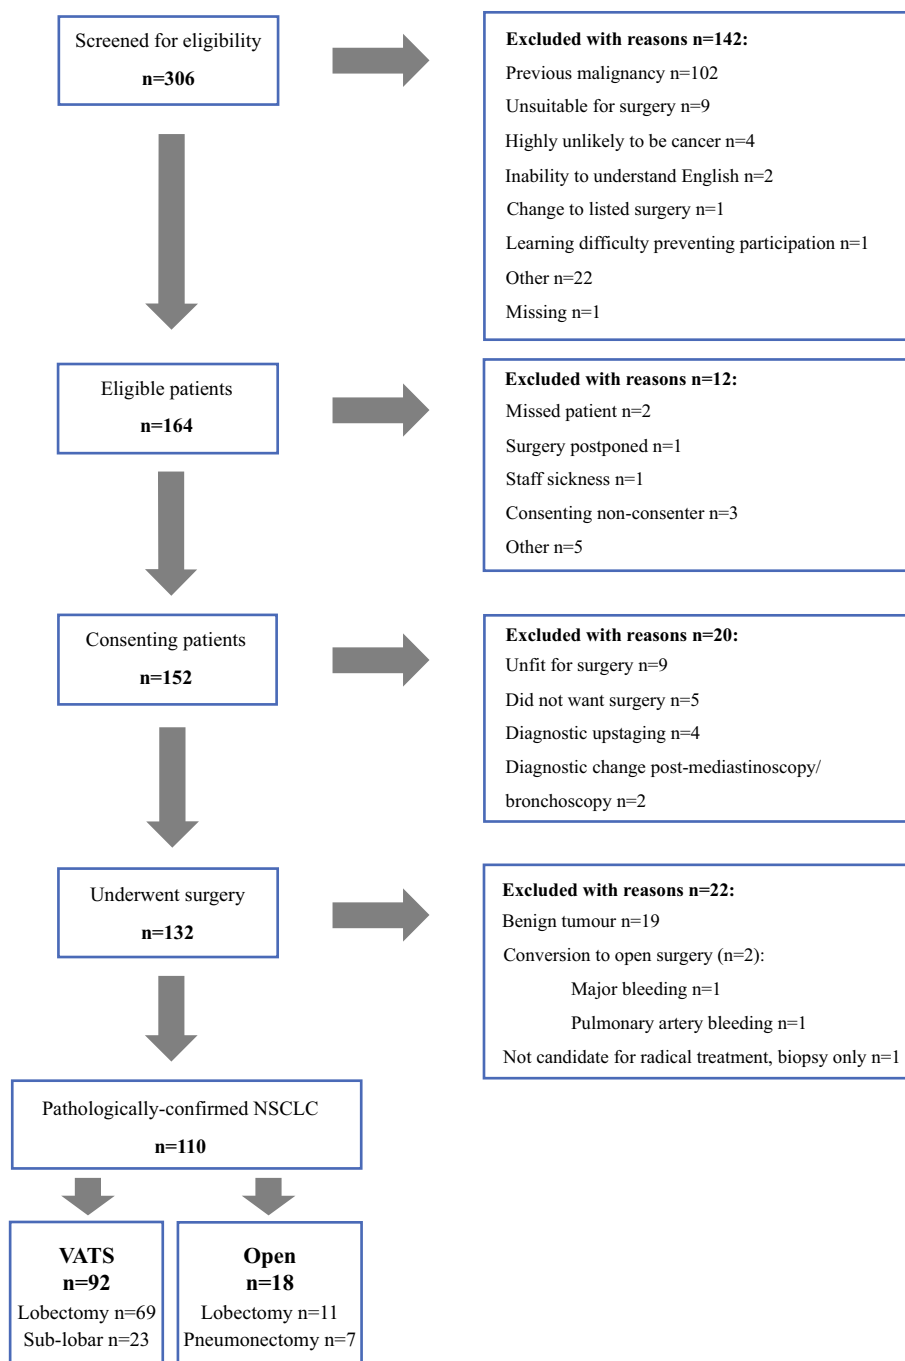 Screened for eligibility
n=306
Excluded with reasons n=142:
Previous malignancy n=102
Unsuitable for surgery n=9
Highly unlikely to be cancer n=4
Inability to understand English n=2
Change to listed surgery n=1
Learning difficulty preventing participation n=1
Other n=22
Missing n=1
Eligible patients
n=164
Excluded with reasons n=12:
Missed patient n=2
Surgery postponed n=1
Staff sickness n=1
Consenting non-consenter n=3
Other n=5
Consenting patients
n=152
Excluded with reasons n=20:
Unfit for surgery n=9
Did not want surgery n=5
Diagnostic upstaging n=4
Diagnostic change post-mediastinoscopy/
bronchoscopy n=2
Underwent surgery
n=132
Excluded with reasons n=22:
Benign tumour n=19
Conversion to open surgery (n=2):
Major bleeding n=1
Pulmonary artery bleeding n=1
Not candidate for radical treatment, biopsy only n=1
Pathologically-confirmed NSCLC
n=110
VATS
n=92
Lobectomy n=69
Sub-lobar n=23
Open
n=18
Lobectomy n=11
Pneumonectomy n=7